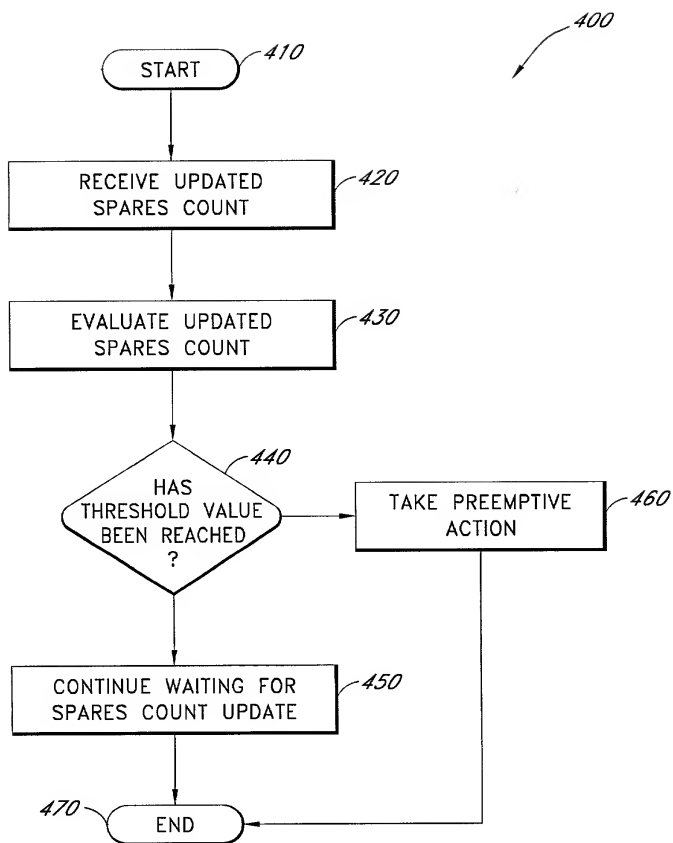 400
START
410
RECEIVE UPDATED
SPARES COUNT
420
EVALUATE UPDATED
SPARES COUNT
430
HAS
THRESHOLD VALUE
BEEN REACHED
?
440
TAKE PREEMPTIVE
ACTION
460
CONTINUE WAITING FOR
SPARES COUNT UPDATE
450
470
END